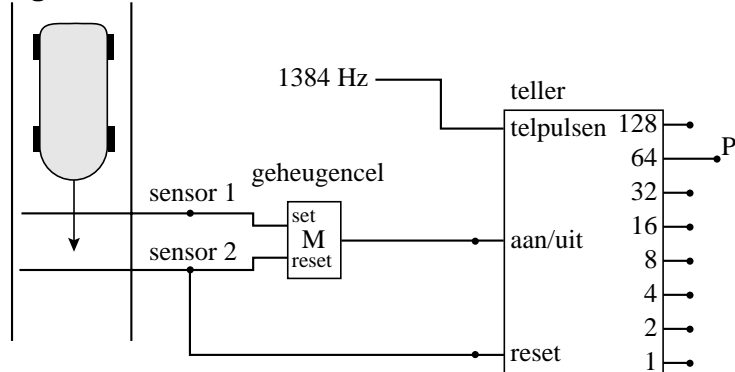 1384 Hz
teller
telpulsen
128
64
P
32
16
8
4
2
1
geheugencel
sensor 1
set
M
reset
sensor 2
aan/uit
reset